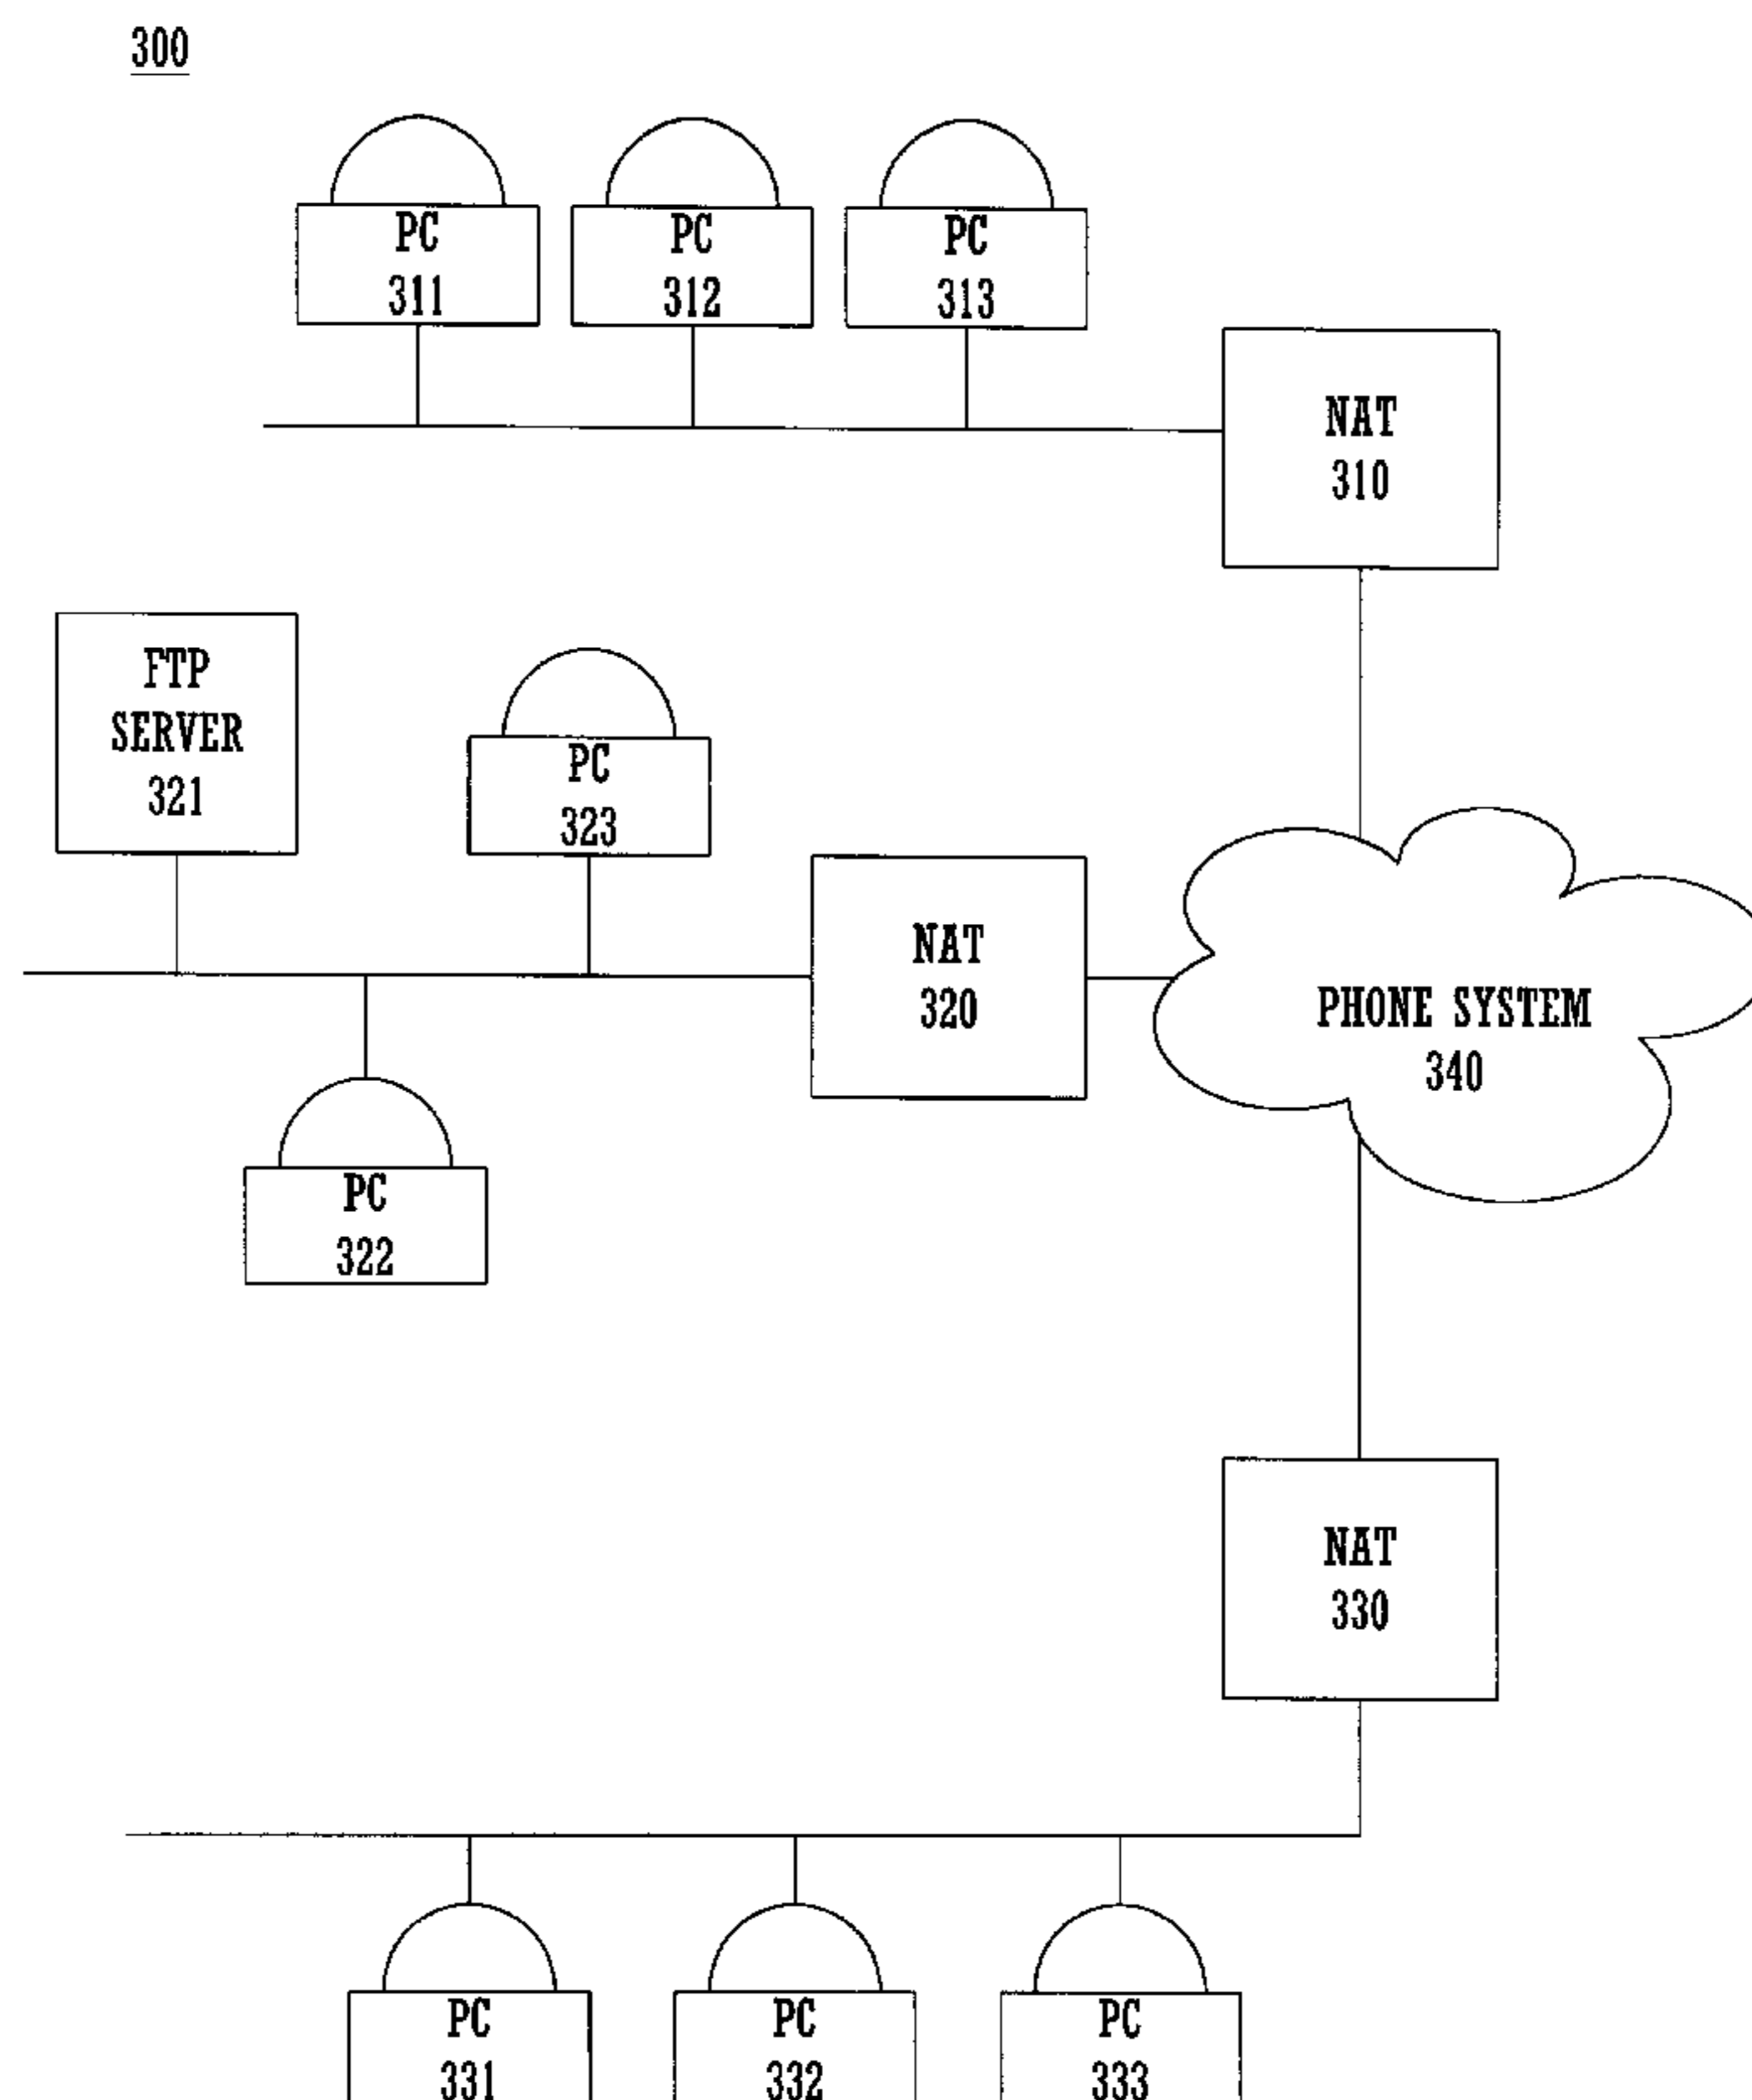 300
PC
311
PC
312
PC
313
NAT
310
FTP
SERVER
321
PC
323
NAT
320
PHONE SYSTEM
340
PC
322
NAT
330
PC
331
PC
332
PC
333